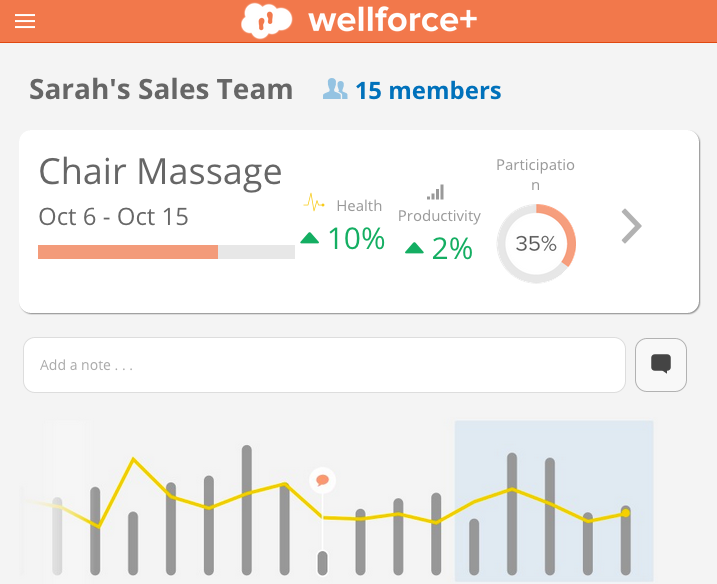 wellforce+
Sarah's Sales Team
15 members
Chair Massage
Oct 6 - Oct 15
Health
10%
Productivity
2%
Participatio
n
35%
Add a note . . .